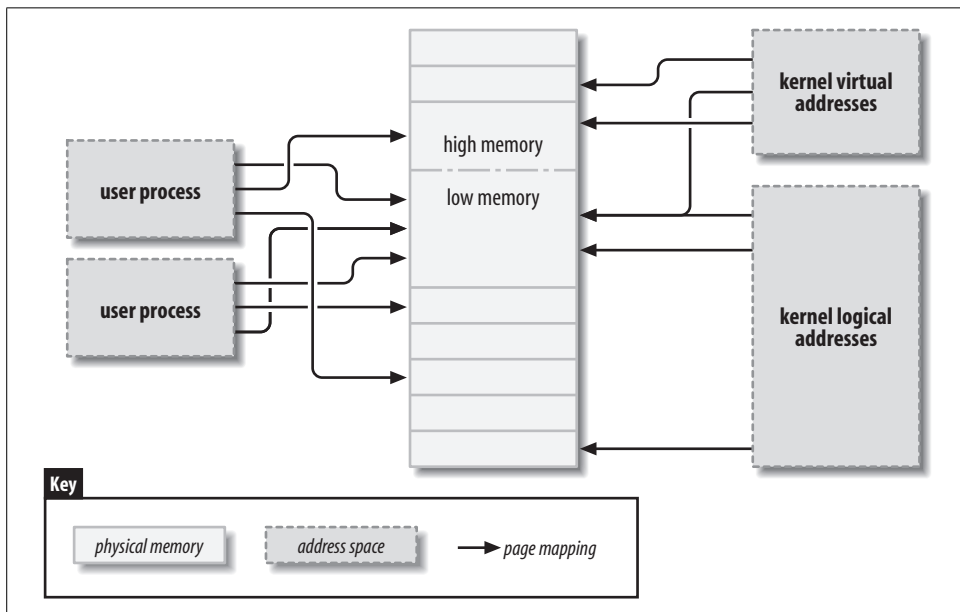 kernel virtual
addresses
high memory
user process
low memory
user process
kernel logical
addresses
Key
physical memory
address space
page mapping